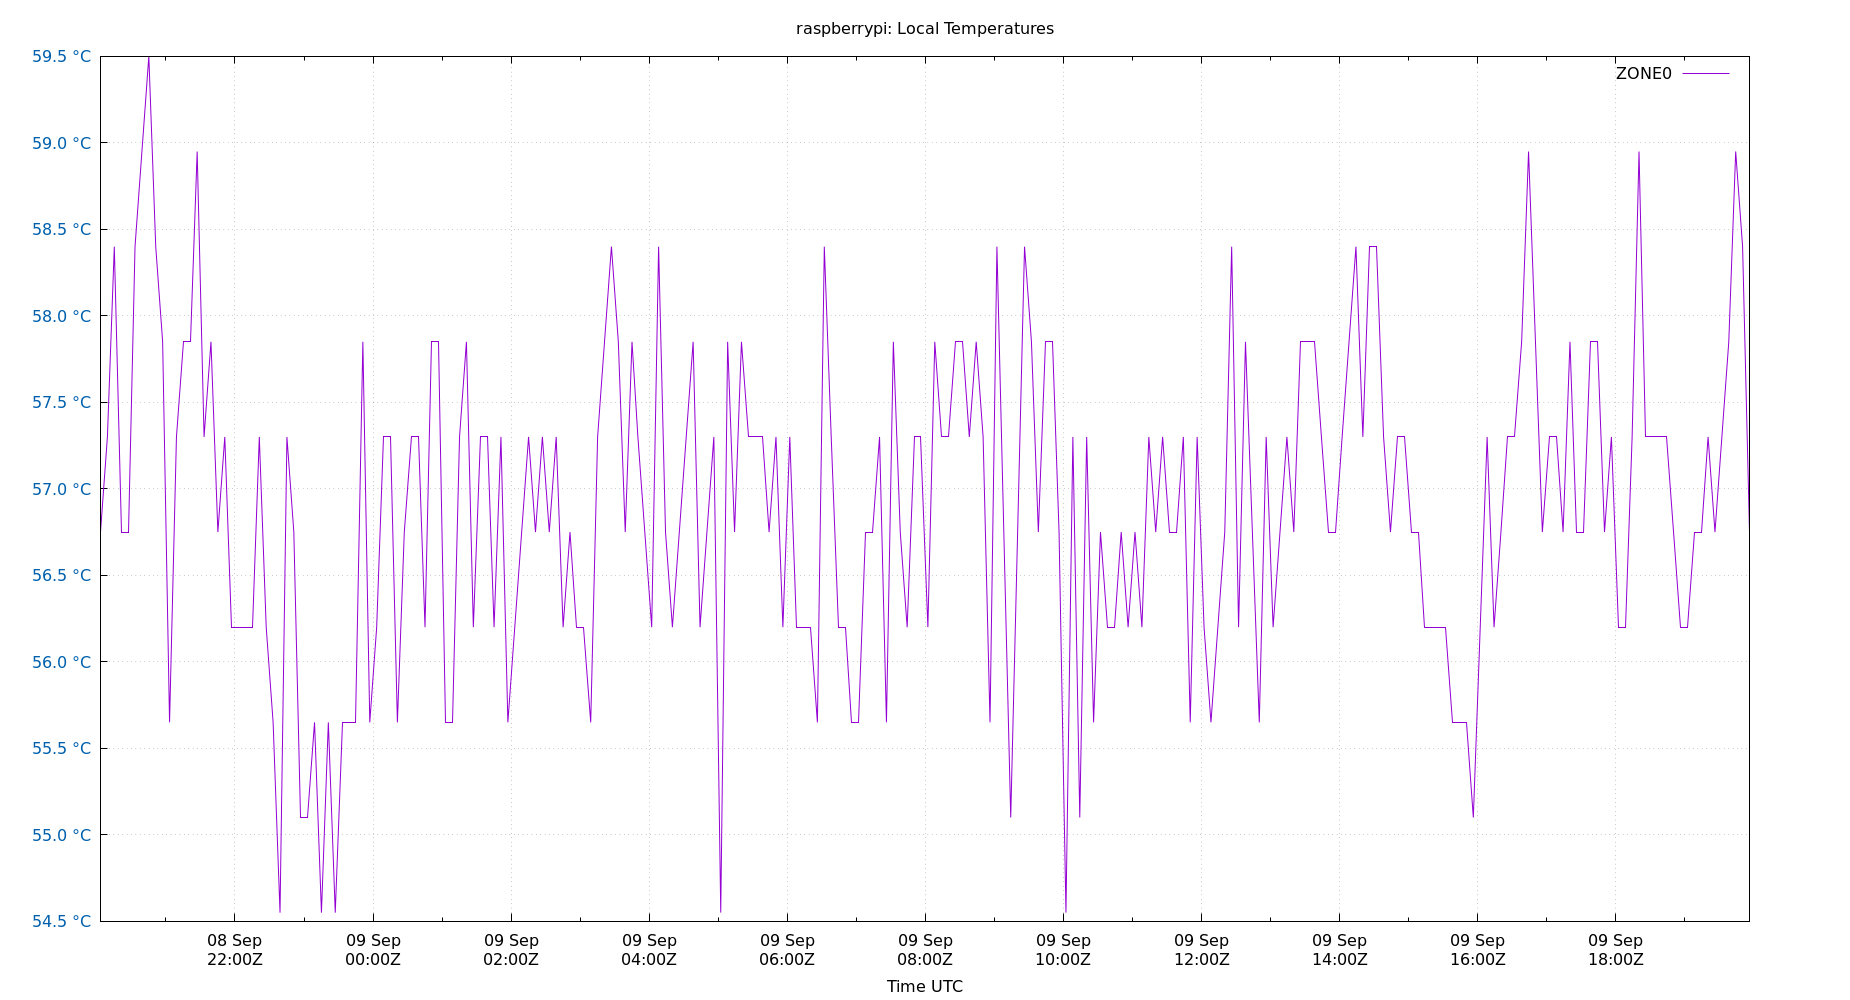 raspberrypi: Local Temperatures
ZONE0
59.5 °C
59.0 °C
58.5 °C
58.0 °C
57.5 °C
57.0 °C
56.5 °C
56.0 °C
55.5 °C
55.0 °C
54.5 °C
08 Sep 09 Sep 09 Sep 09 Sep 09 Sep 09 Sep 09 Sep 09 Sep 09 Sep 09 Sep 09 Sep
22:00Z 00:00Z 02:00Z 04:00Z 06:00Z 08:00Z 10:00Z 12:00Z 14:00Z 16:00Z 18:00Z
Time UTC